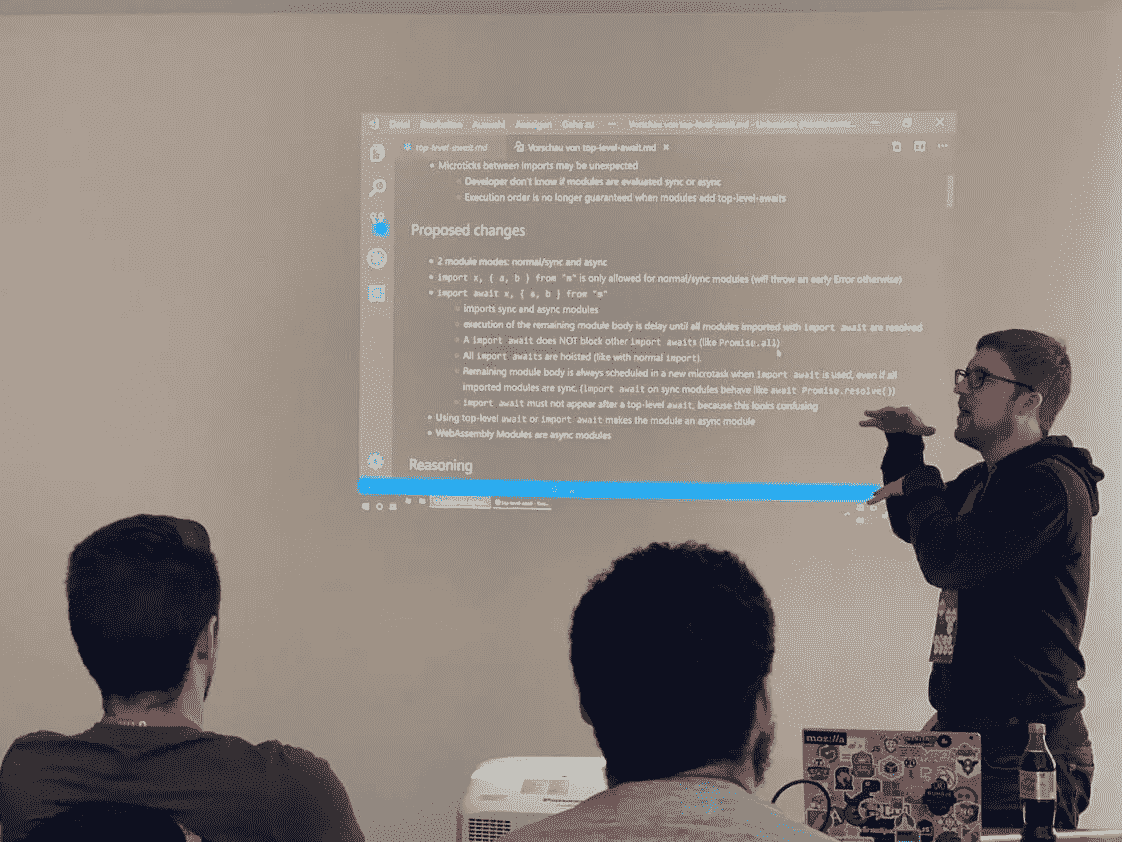 Datei Bearbeiten Auswahl Anzeigen Gehe zu Vorschau von top-level-await.md -
top-level-await.md Vorschau von top-level-await.md
Microticks between imports may be unexpected
Developer don't know if modules are evaluated sync or async
Execution order is no longer guaranteed when modules add top-level-awaits
Proposed changes
2 module modes: normal/sync and async
import x, { a, b } from "m" is only allowed for normal/sync modules (will throw an early Error otherwise)
import await x, { a, b } from "m"
imports sync and async modules
execution of the remaining module body is delay until all modules imported with import await are resolved
A import await does NOT block other import awaits (like Promise.all)
All import awaits are hoisted (like with normal import).
Remaining module body is always scheduled in a new microtask when import await is used, even if all
imported modules are sync. (import await on sync modules behave like await Promise.resolve())
import await must not appear after a top-level await, because this looks confusing
Using top-level await or import await makes the module an async module
WebAssembly Modules are async modules
Reasoning
moz://a